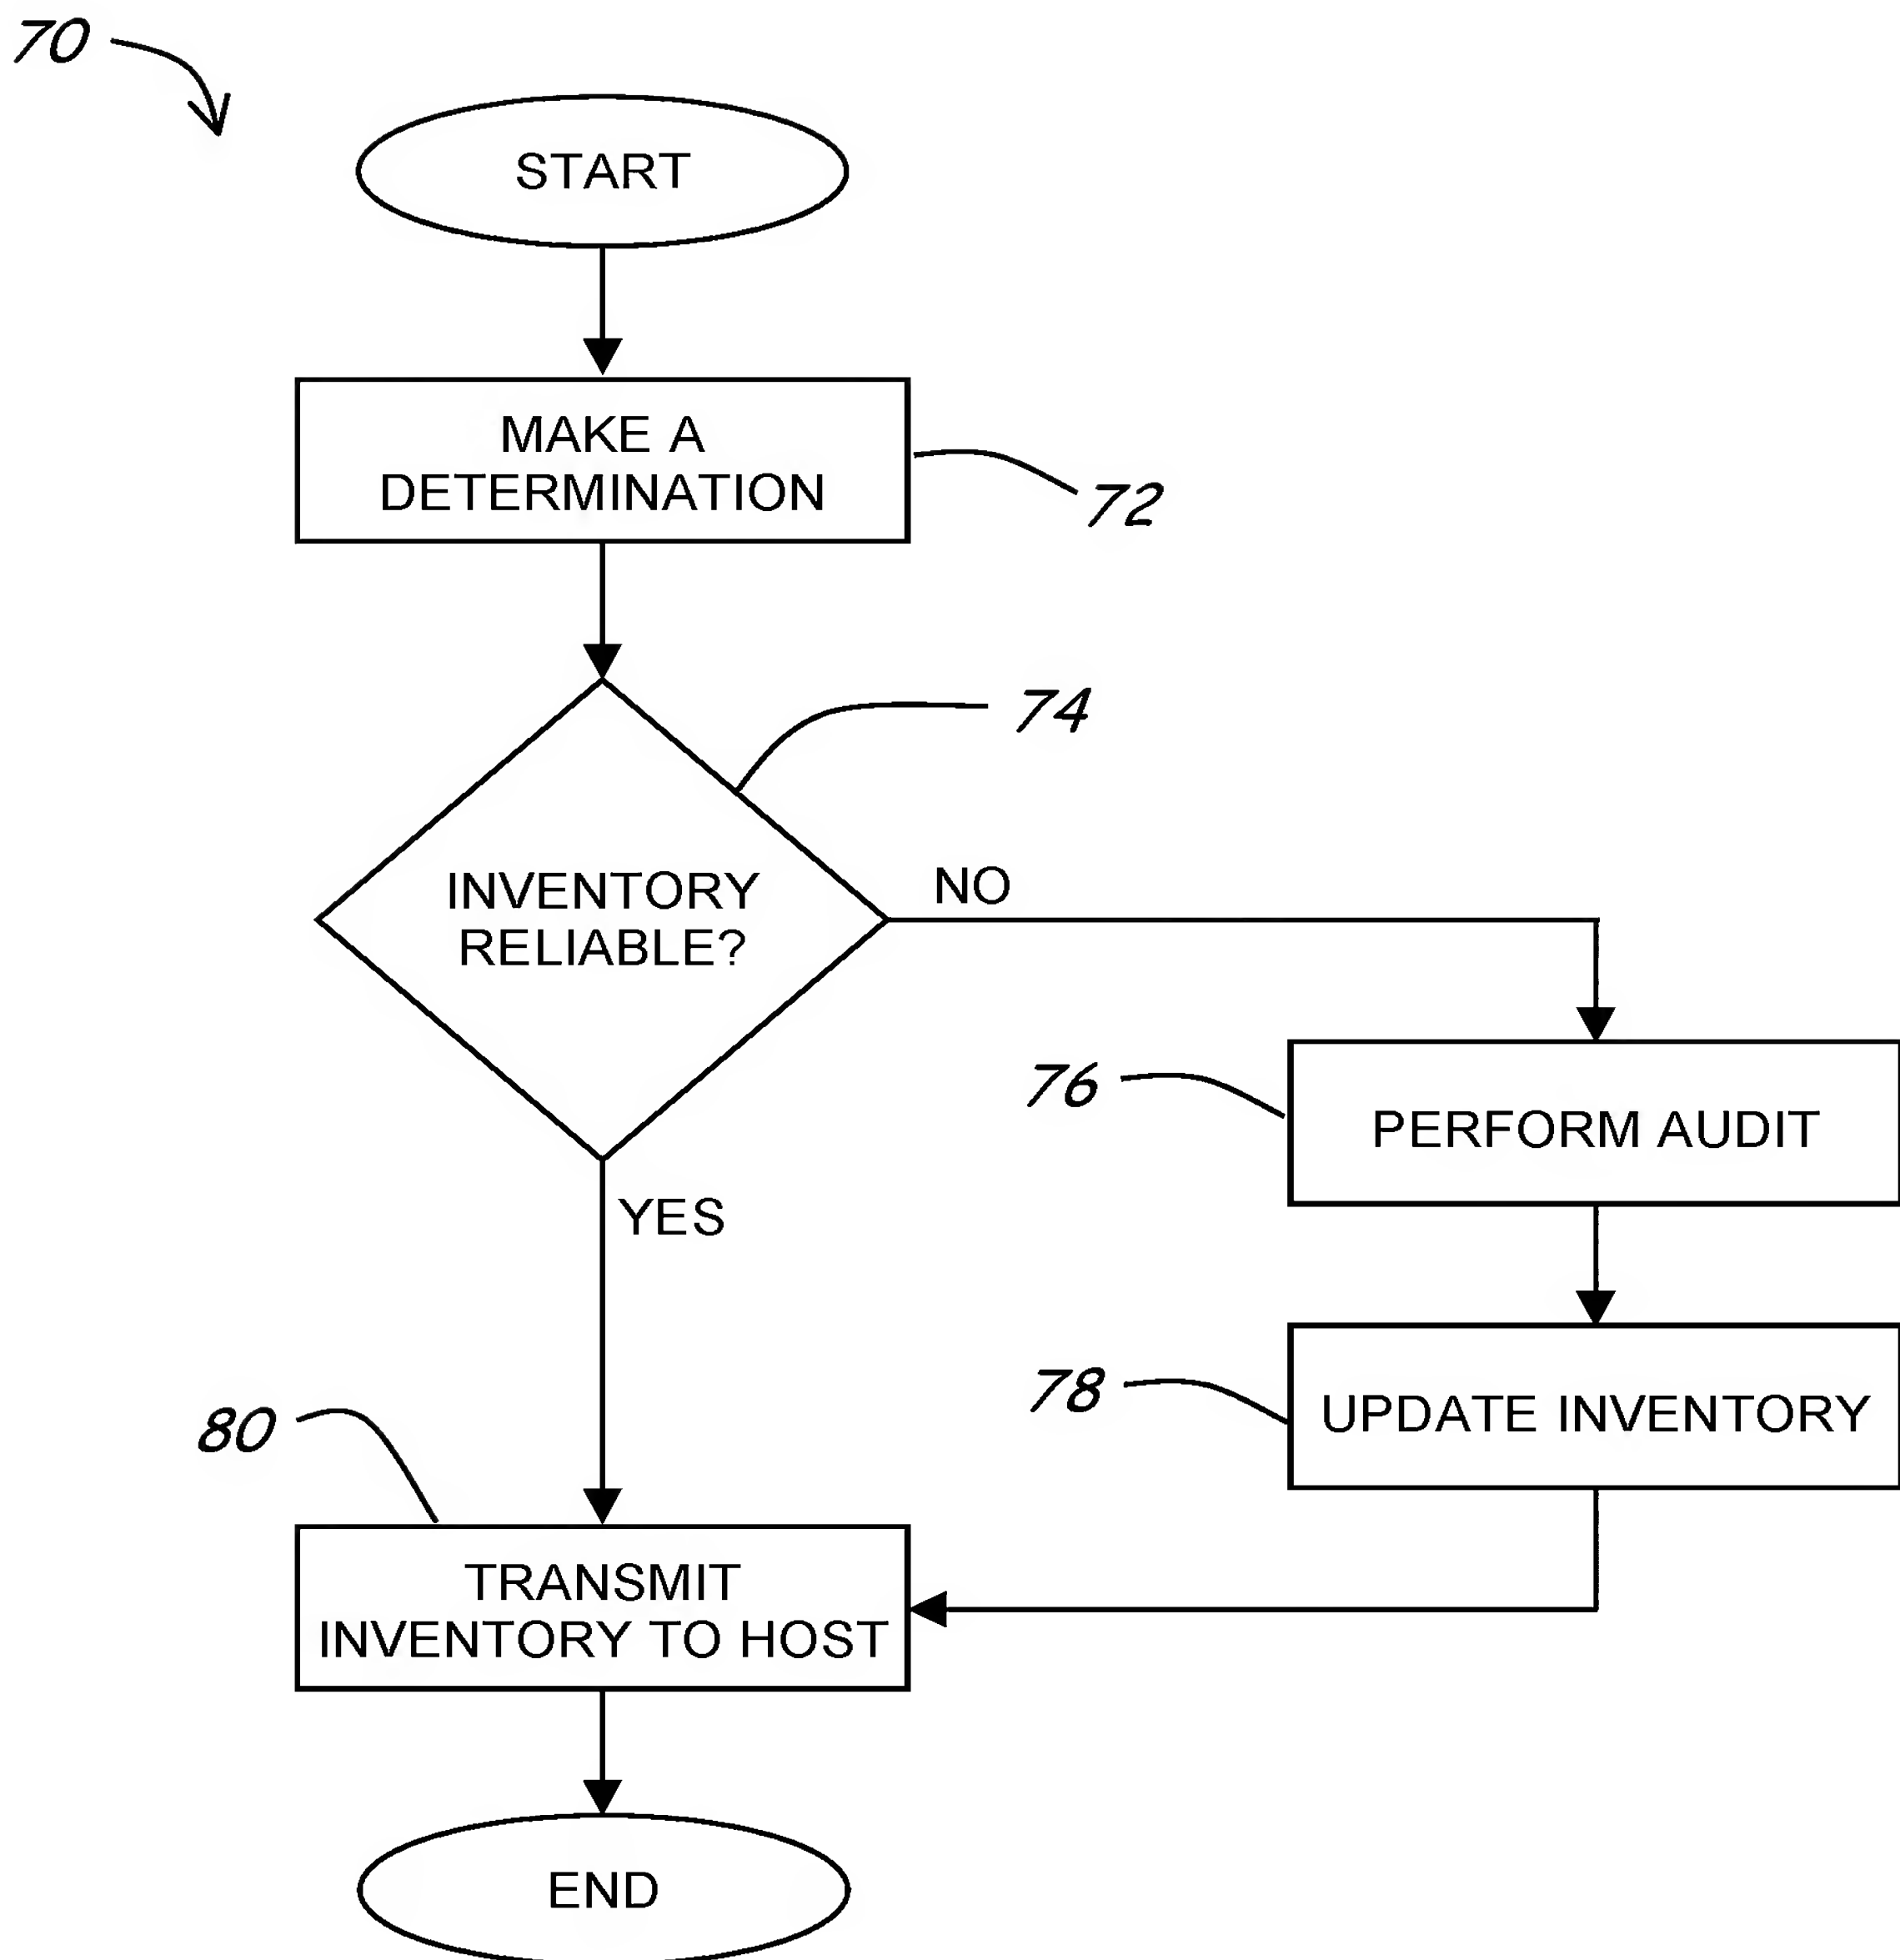 70
START
MAKE A
DETERMINATION
72
74
INVENTORY
RELIABLE?
NO
76
PERFORM AUDIT
YES
78
UPDATE INVENTORY
80
TRANSMIT
INVENTORY TO HOST
END